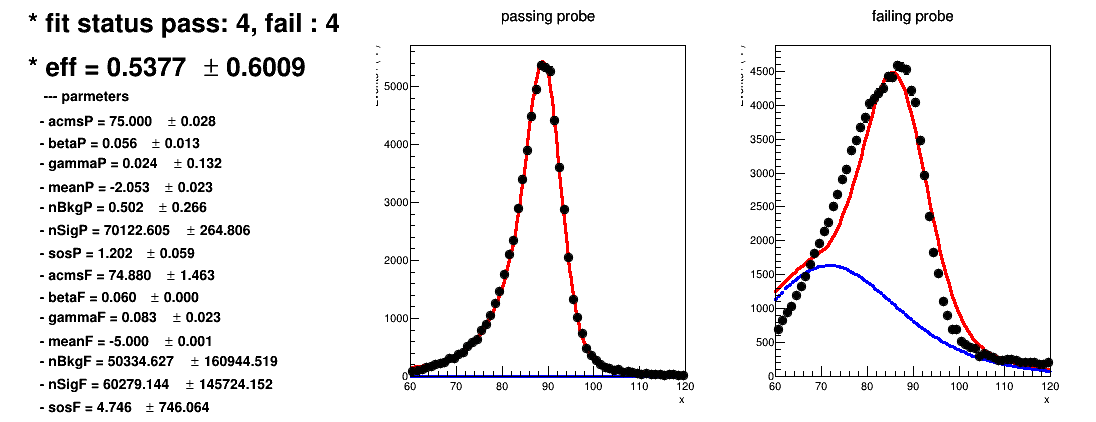 * fit status pass: 4, fail : 4
* eff = 0.5377 ± 0.6009
--- parmeters
- acmsP = 75.000 ± 0.028
- betaP = 0.056 ± 0.013
- gammaP = 0.024 ± 0.132
- meanP = -2.053 ± 0.023
- nBkgP = 0.502 ± 0.266
- nSigP = 70122.605 ± 264.806
- sosP = 1.202 ± 0.059
- acmsF = 74.880 ± 1.463
- betaF = 0.060 ± 0.000
- gammaF = 0.083 ± 0.023
- meanF = -5.000 ± 0.001
- nBkgF = 50334.627 ± 160944.519
- nSigF = 60279.144 ± 145724.152
- sosF = 4.746 ± 746.064
passing probe
5000
4000
3000
2000
1000
0
60 70 80 90 100 110 120
x
failing probe
4500
4000
3500
3000
2500
2000
1500
1000
500
0
60 70 80 90 100 110 120
x